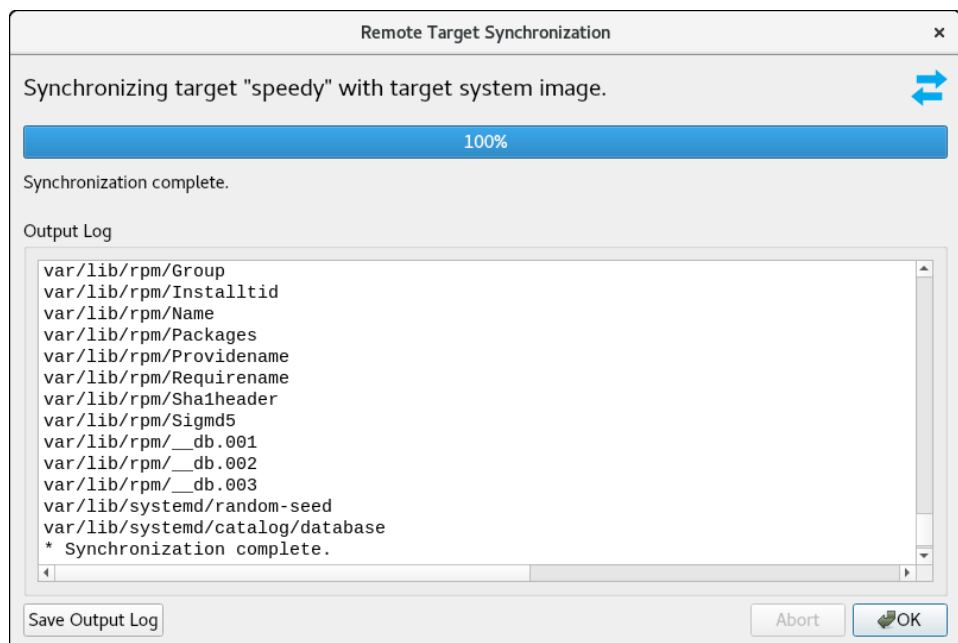 Remote Target Synchronization
Synchronizing target "speedy" with target system image.
100%
Synchronization complete.
Output Log
var/lib/rpm/Group
var/lib/rpm/Installtid
var/lib/rpm/Name
var/lib/rpm/Packages
var/lib/rpm/Providename
var/lib/rpm/Requirename
var/lib/rpm/Sha1header
var/lib/rpm/Sigmd5
var/lib/rpm/__db.001
var/lib/rpm/__db.002
var/lib/rpm/__db.003
var/lib/systemd/random-seed
var/lib/systemd/catalog/database
* Synchronization complete.
Save Output Log Abort OK